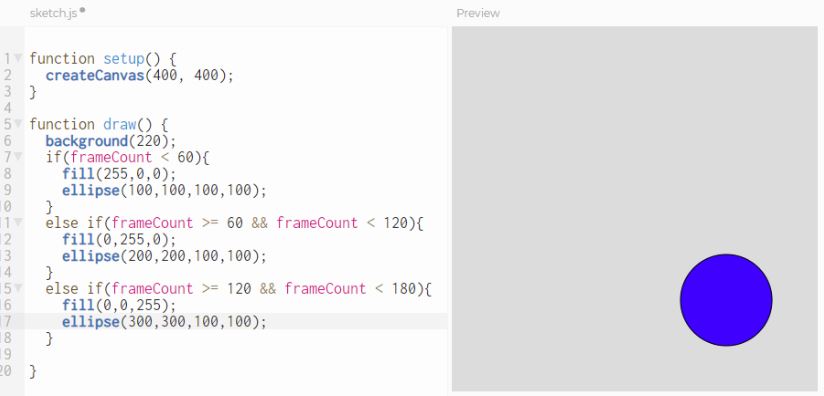 sketch.js
Preview
1 function setup() {
2 createCanvas(400, 400);
3 }
4
5 function draw() {
6 background(220);
7 if(frameCount < 60){
8 fill(255,0,0);
9 ellipse(100,100,100,100);
10 }
11 else if(frameCount >= 60 && frameCount < 120){
12 fill(0,255,0);
13 ellipse(200,200,100,100);
14 }
15 else if(frameCount >= 120 && frameCount < 180){
16 fill(0,0,255);
17 ellipse(300,300,100,100);
18 }
19
20 }